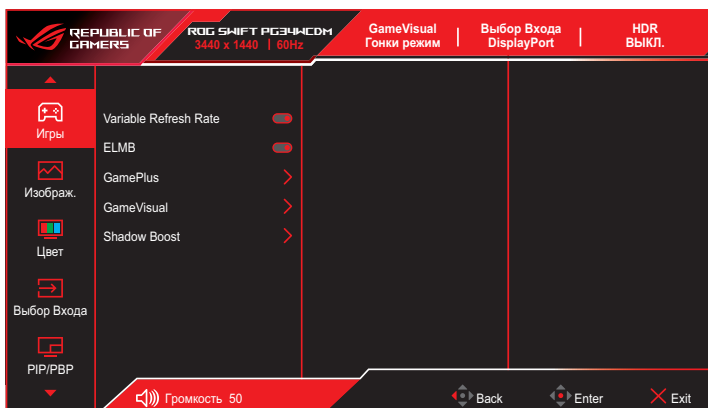 REPUBLIC OF
GAMERS
ROG SWIFT PG34WCDM
3440 x 1440 | 60Hz
GameVisual
Гонки режим
Выбор Входа
DisplayPort
HDR
ВЫКЛ.
Игры
Изображ.
Цвет
Выбор Входа
PIP/PBP
Variable Refresh Rate
ELMB
GamePlus
GameVisual
Shadow Boost
Громкость 50
Back
Enter
Exit